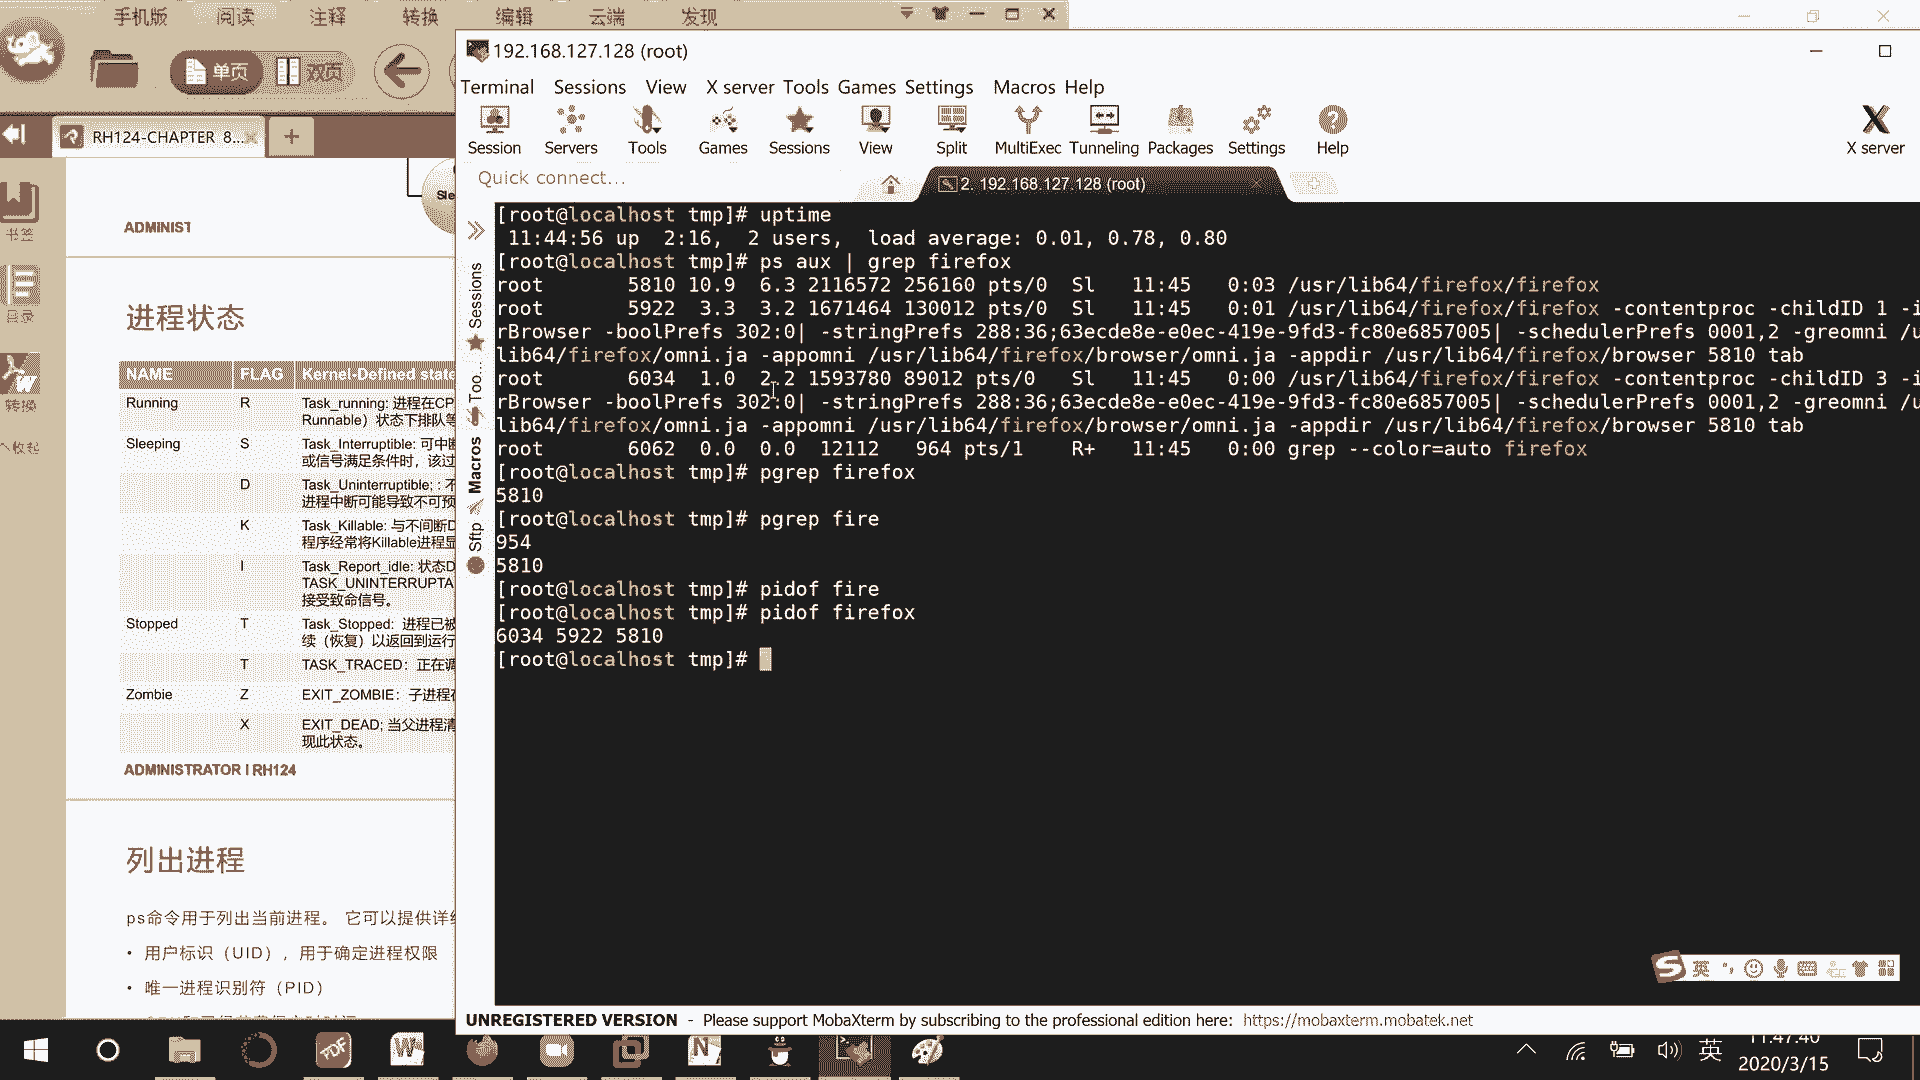 手机版 阅读 注释 转换 编辑 云端 发现
单页 双页
RH124-CHAPTER 8...
书签
目录
转换
收起
Sle
ADMINIST
进程状态
NAME FLAG Kernel-Defined state
Running R Task_running: 进程在CP
Runnable）状态下排队等
Sleeping S Task_Interruptible: 可中断
或信号满足条件时，该过
D Task_Uninterruptible; : 不
进程中断可能导致不可预
K Task_Killable: 与不间断D
程序经常将Killable进程显
I Task_Report_idle: 状态D
TASK_UNINTERRUPTA
接受致命信号。
Stopped T Task_Stopped: 进程已被
续（恢复）以返回到运行
T TASK_TRACED: 正在调
Zombie Z EXIT_ZOMBIE: 子进程在
X EXIT_DEAD; 当父进程清
现此状态。
ADMINISTRATOR I RH124
列出进程
ps命令用于列出当前进程。 它可以提供详细
• 用户标识（UID），用于确定进程权限
• 唯一进程识别符（PID）
192.168.127.128 (root)
Terminal Sessions View X server Tools Games Settings Macros Help
Session Servers Tools Games Sessions View Split MultiExec Tunneling Packages Settings Help X server
Quick connect...
2. 192.168.127.128 (root)
Sessions
Too...
Macros
Sftp
[root@localhost tmp]# uptime
11:44:56 up  2:16,  2 users,  load average: 0.01, 0.78, 0.80
[root@localhost tmp]# ps aux | grep firefox
root 5810 10.9 6.3 2116572 256160 pts/0 Sl 11:45 0:03 /usr/lib64/firefox/firefox
root 5922 3.3 3.2 1671464 130012 pts/0 Sl 11:45 0:01 /usr/lib64/firefox/firefox -contentproc -childID 1 -i
rBrowser -boolPrefs 302:0| -stringPrefs 288:36;63ecde8e-e0ec-419e-9fd3-fc80e6857005| -schedulerPrefs 0001,2 -greomni /u
lib64/firefox/omni.ja -appomni /usr/lib64/firefox/browser/omni.ja -appdir /usr/lib64/firefox/browser 5810 tab
root 6034 1.0 2.2 1593780 89012 pts/0 Sl 11:45 0:00 /usr/lib64/firefox/firefox -contentproc -childID 3 -i
rBrowser -boolPrefs 302:0| -stringPrefs 288:36;63ecde8e-e0ec-419e-9fd3-fc80e6857005| -schedulerPrefs 0001,2 -greomni /u
lib64/firefox/omni.ja -appomni /usr/lib64/firefox/browser/omni.ja -appdir /usr/lib64/firefox/browser 5810 tab
root 6062 0.0 0.0 12112 964 pts/1 R+ 11:45 0:00 grep --color=auto firefox
[root@localhost tmp]# pgrep firefox
5810
[root@localhost tmp]# pgrep fire
954
5810
[root@localhost tmp]# pidof fire
[root@localhost tmp]# pidof firefox
6034 5922 5810
[root@localhost tmp]#
英
UNREGISTERED VERSION - Please support MobaXterm by subscribing to the professional edition here: https://mobaxterm.mobatek.net
英
11:47:40
2020/3/15